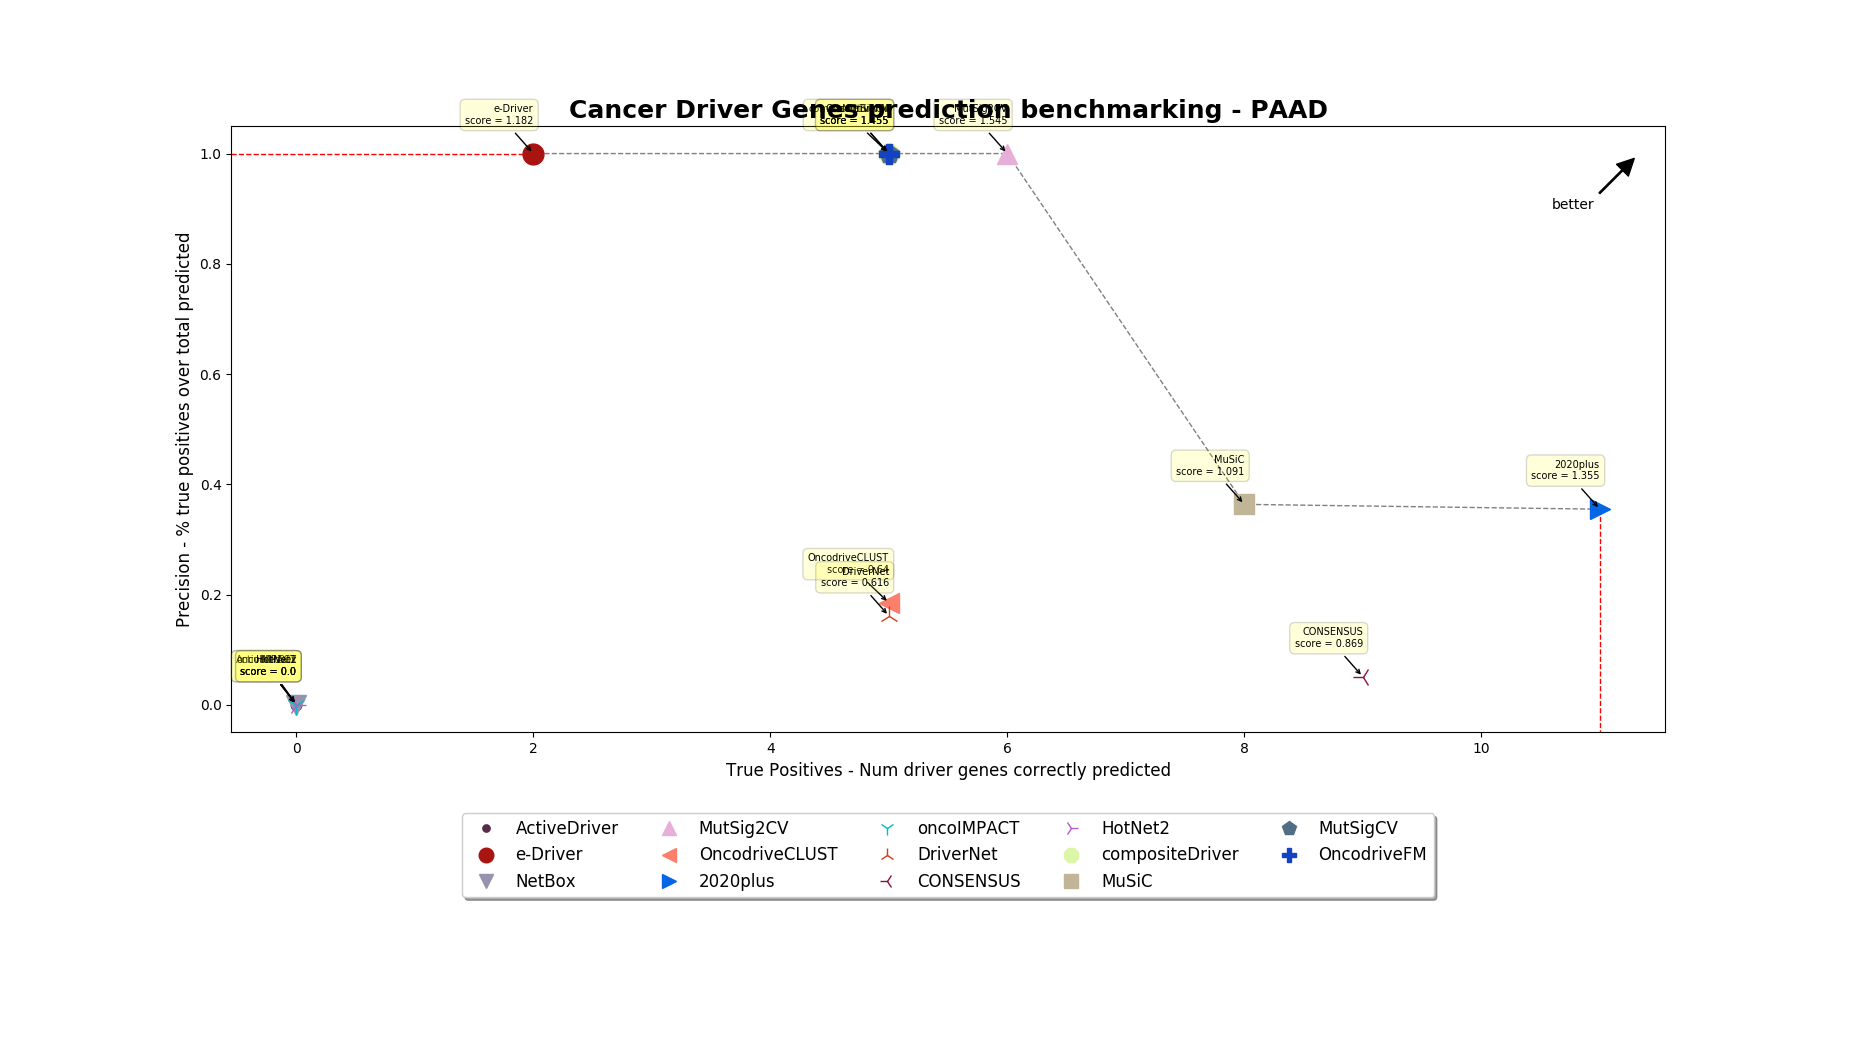 Cancer Driver Genes prediction benchmarking - PAAD
e-Driver
score = 1.182
score = 1.455
MutSig2CV
score = 1.545
better
MuSiC
score = 1.091
2020plus
score = 1.355
OncodriveCLUST
score = 0.64
DriverNet
score = 0.616
CONSENSUS
score = 0.869
score = 0.0
Precision - % true positives over total predicted
1.0
0.8
0.6
0.4
0.2
0.0
0
2
4
6
8
10
True Positives - Num driver genes correctly predicted
ActiveDriver
e-Driver
NetBox
MutSig2CV
OncodriveCLUST
2020plus
oncoIMPACT
DriverNet
CONSENSUS
HotNet2
compositeDriver
MuSiC
MutSigCV
OncodriveFM